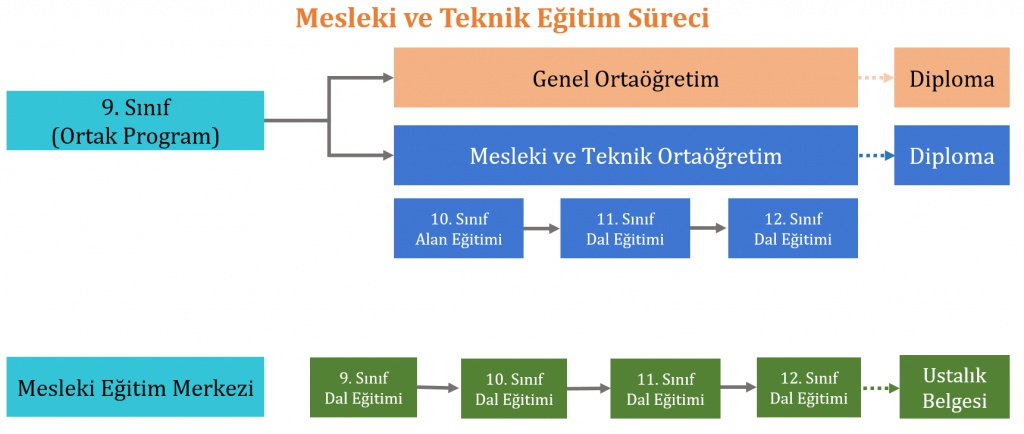 Mesleki ve Teknik Eğitim Süreci
9. Sınıf
(Ortak Program)
Genel Ortaöğretim
Diploma
Mesleki ve Teknik Ortaöğretim
Diploma
10. Sınıf
Alan Eğitimi
11. Sınıf
Dal Eğitimi
12. Sınıf
Dal Eğitimi
Mesleki Eğitim Merkezi
9. Sınıf
Dal Eğitimi
10. Sınıf
Dal Eğitimi
11. Sınıf
Dal Eğitimi
12. Sınıf
Dal Eğitimi
Ustalık
Belgesi